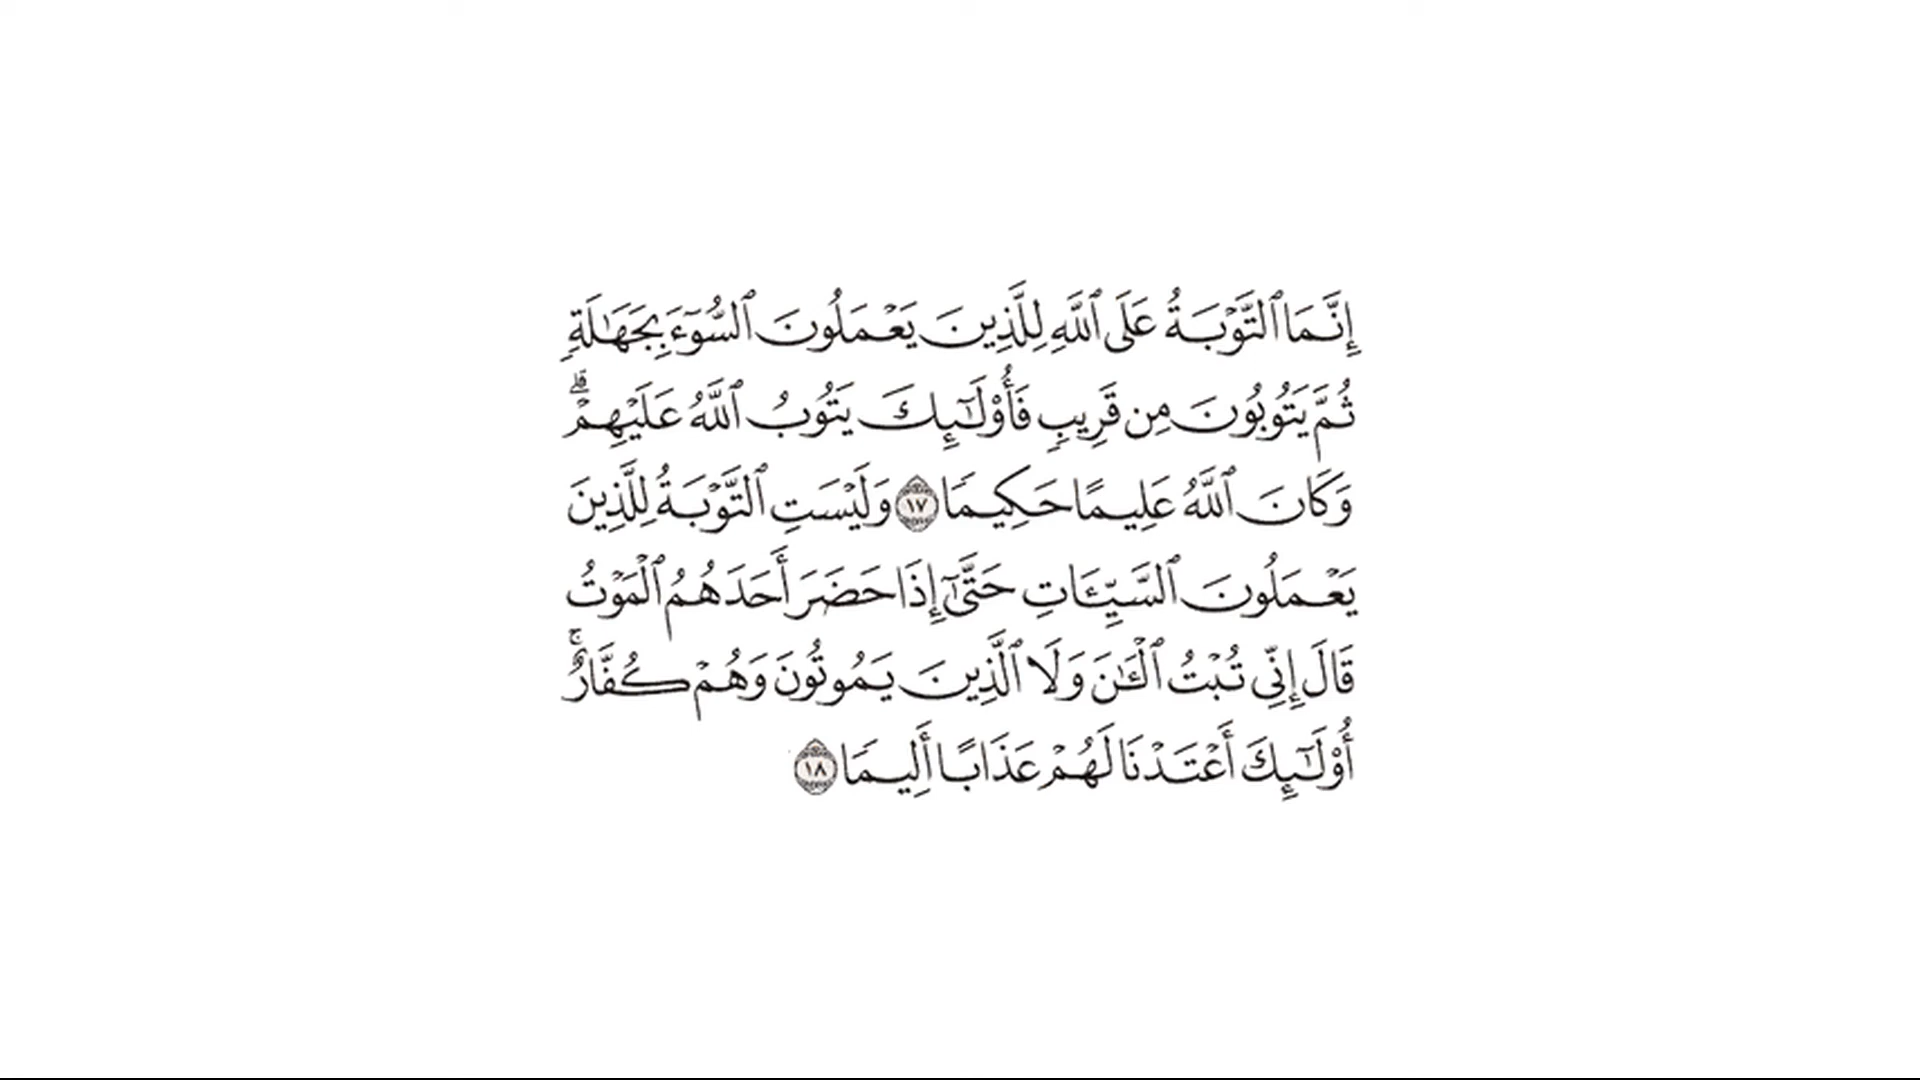 إِنَّمَا ٱلتَّوۡبَةُ عَلَى ٱللَّهِ لِلَّذِينَ يَعۡمَلُونَ ٱلسُّوٓءَ بِجَهَٰلَةٖ
ثُمَّ يَتُوبُونَ مِن قَرِيبٖ فَأُوْلَٰٓئِكَ يَتُوبُ ٱللَّهُ عَلَيۡهِمۡۗ
وَكَانَ ٱللَّهُ عَلِيمًا حَكِيمٗا ١٧ وَلَيۡسَتِ ٱلتَّوۡبَةُ لِلَّذِينَ
يَعۡمَلُونَ ٱلسَّيِّـَٔاتِ حَتَّىٰٓ إِذَا حَضَرَ أَحَدَهُمُ ٱلۡمَوۡتُ
قَالَ إِنِّي تُبۡتُ ٱلۡـَٰٔنَ وَلَا ٱلَّذِينَ يَمُوتُونَ وَهُمۡ كُفَّارٌۚ
أُوْلَٰٓئِكَ أَعۡتَدۡنَا لَهُمۡ عَذَابًا أَلِيمٗا ١٨